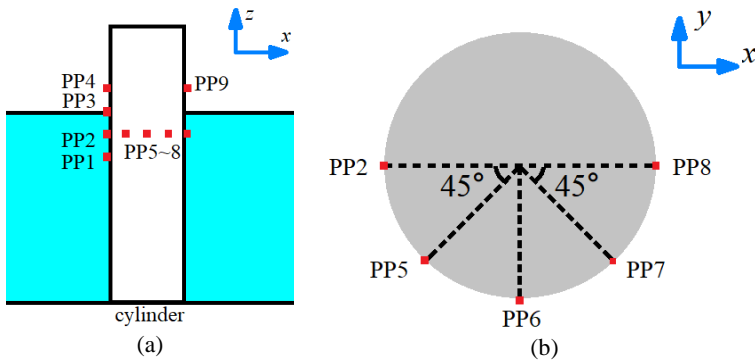 z
x
PP4
PP9
PP3
PP2
PP5~8
PP1
cylinder
(a)
y
x
PP2
45°
45°
PP8
PP5
PP7
PP6
(b)